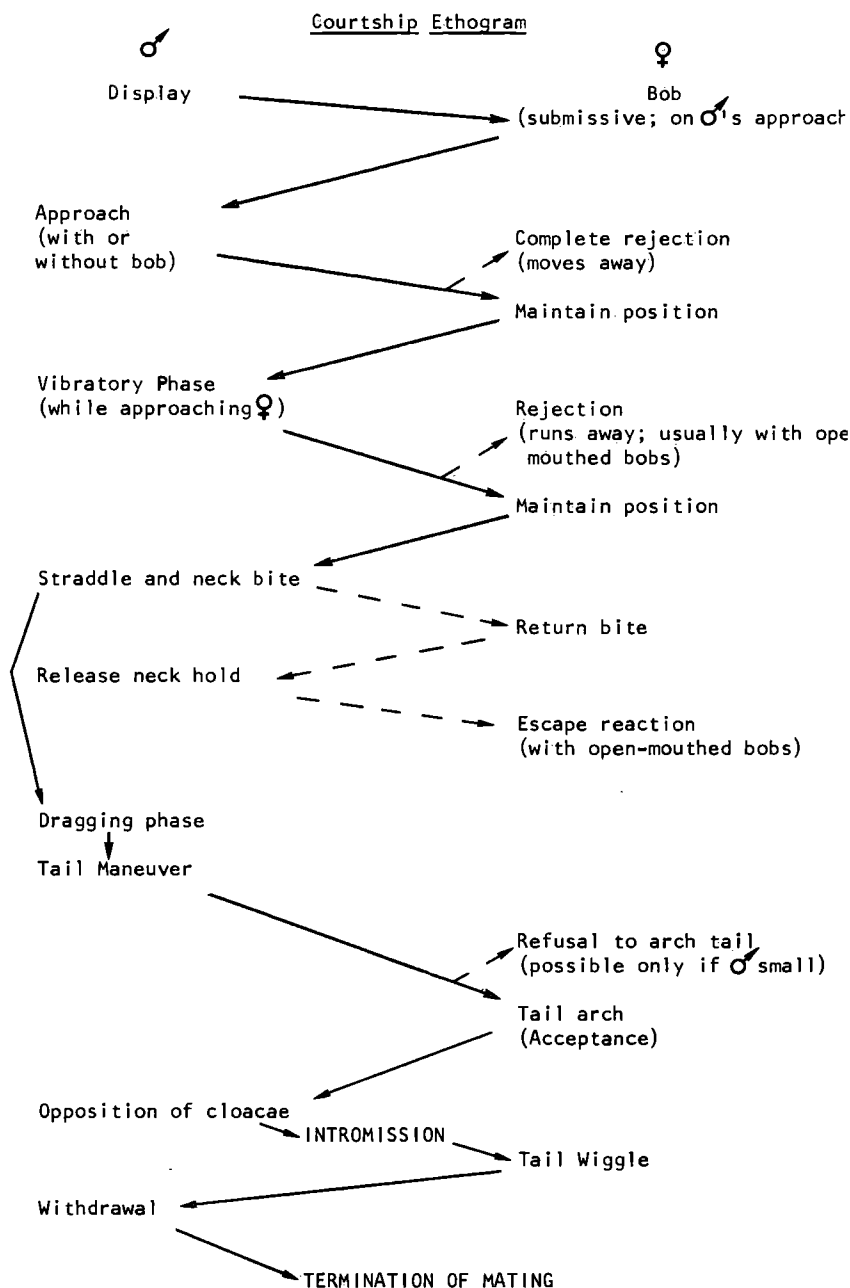 Courtship Ethogram
♂ ♀
Display
Bob
(submissive; on ♂'s approach
Approach
(with or
without bob)
Complete rejection
(moves away)
Maintain position
Vibratory Phase
(while approaching ♀)
Rejection
(runs away; usually with ope
mouthed bobs)
Maintain position
Straddle and neck bite
Return bite
Release neck hold
Escape reaction
(with open-mouthed bobs)
Dragging phase
Tail Maneuver
Refusal to arch tail
(possible only if ♂ small)
Tail arch
(Acceptance)
Opposition of cloacae
INTROMISSION
Tail Wiggle
Withdrawal
TERMINATION OF MATING